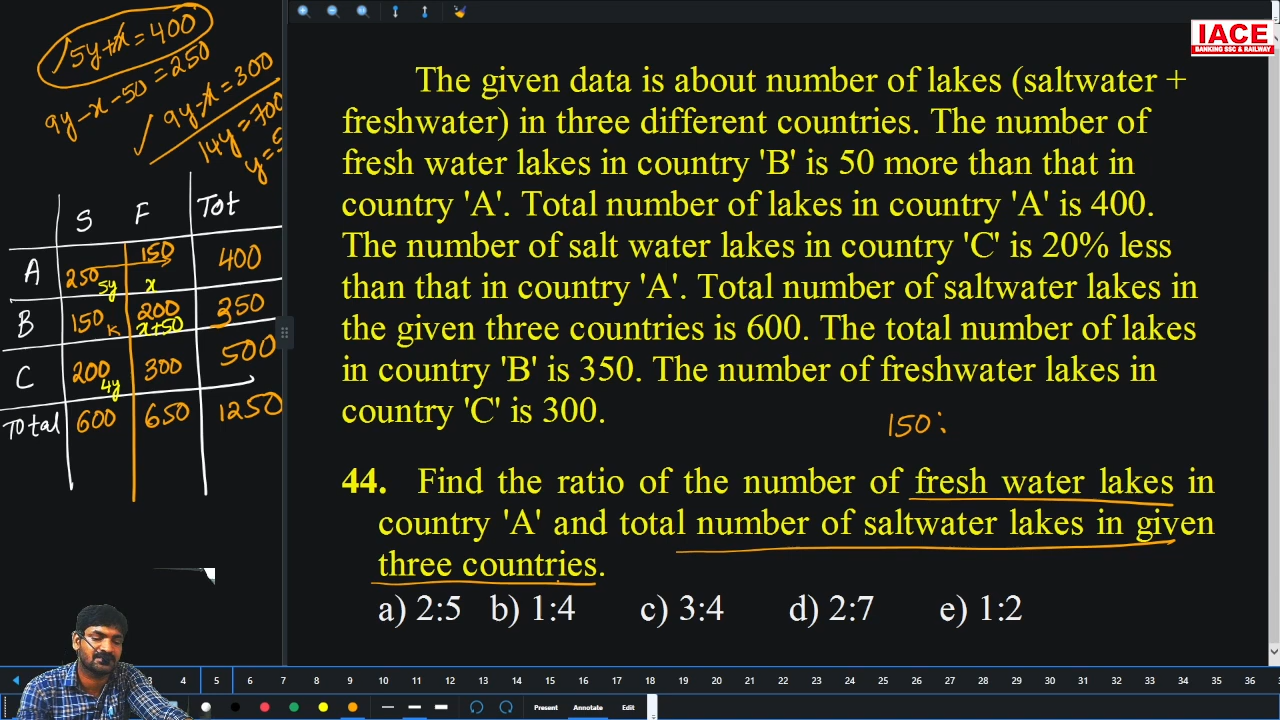 5y+x=400
9y-x-50=250
9y-x=300
14y=700
y=5
S F Tot
A 250 5y 150 x 400
B 150 k 200 x+50 350
C 200 4y 300 500
Total 600 650 1250
IACE
BANKING SSC & RAILWAY
The given data is about number of lakes (saltwater +
freshwater) in three different countries. The number of
fresh water lakes in country 'B' is 50 more than that in
country 'A'. Total number of lakes in country 'A' is 400.
The number of salt water lakes in country 'C' is 20% less
than that in country 'A'. Total number of saltwater lakes in
the given three countries is 600. The total number of lakes
in country 'B' is 350. The number of freshwater lakes in
country 'C' is 300.
150:
44. Find the ratio of the number of fresh water lakes in
country 'A' and total number of saltwater lakes in given
three countries.
a) 2:5 b) 1:4 c) 3:4 d) 2:7 e) 1:2
3 4 5 6 7 8 9 10 11 12 13 14 15 16 17 18 19 20 21 22 23 24 25 26 27 28 29 30 31 32 33 34 35 36 3
Present Annotate Edit